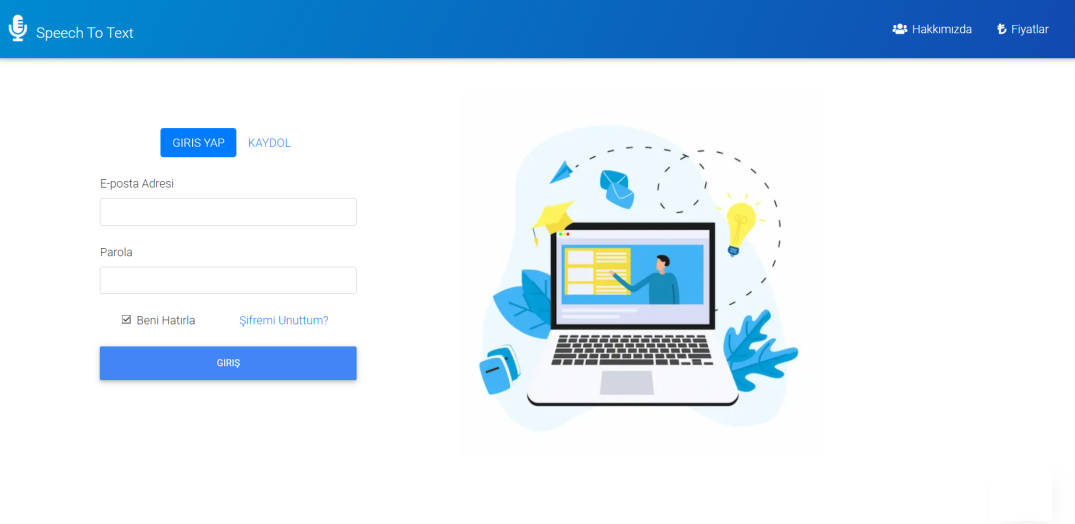 Speech To Text
Hakkımızda
Fiyatlar
GIRIS YAP
KAYDOL
E-posta Adresi
Parola
Beni Hatırla
Şifremi Unuttum?
GIRIŞ